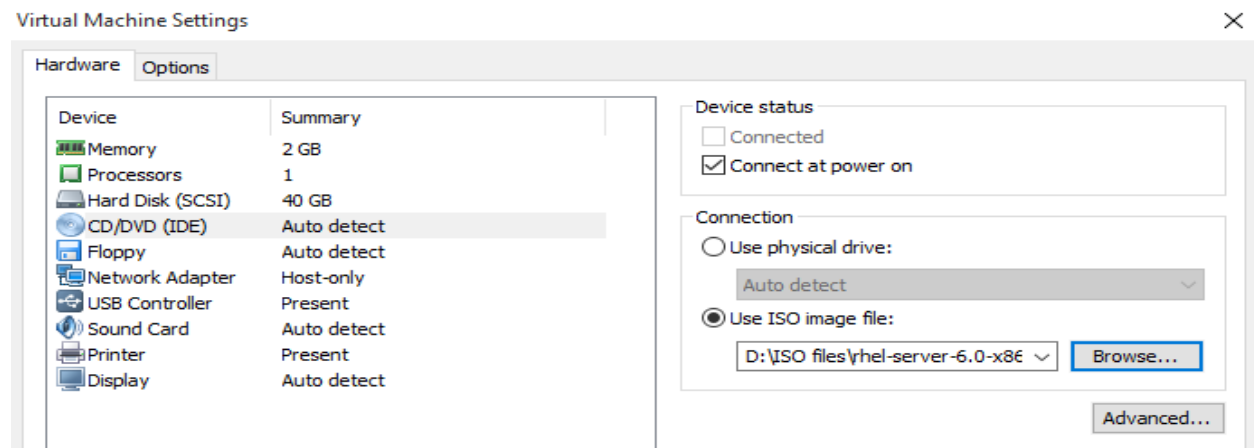 Virtual Machine Settings
Hardware Options
Device Summary
Memory 2 GB
Processors 1
Hard Disk (SCSI) 40 GB
CD/DVD (IDE) Auto detect
Floppy Auto detect
Network Adapter Host-only
USB Controller Present
Sound Card Auto detect
Printer Present
Display Auto detect
Device status
Connected
Connect at power on
Connection
Use physical drive:
Auto detect
Use ISO image file:
D:\ISO files\rhel-server-6.0-x86 Browse...
Advanced...